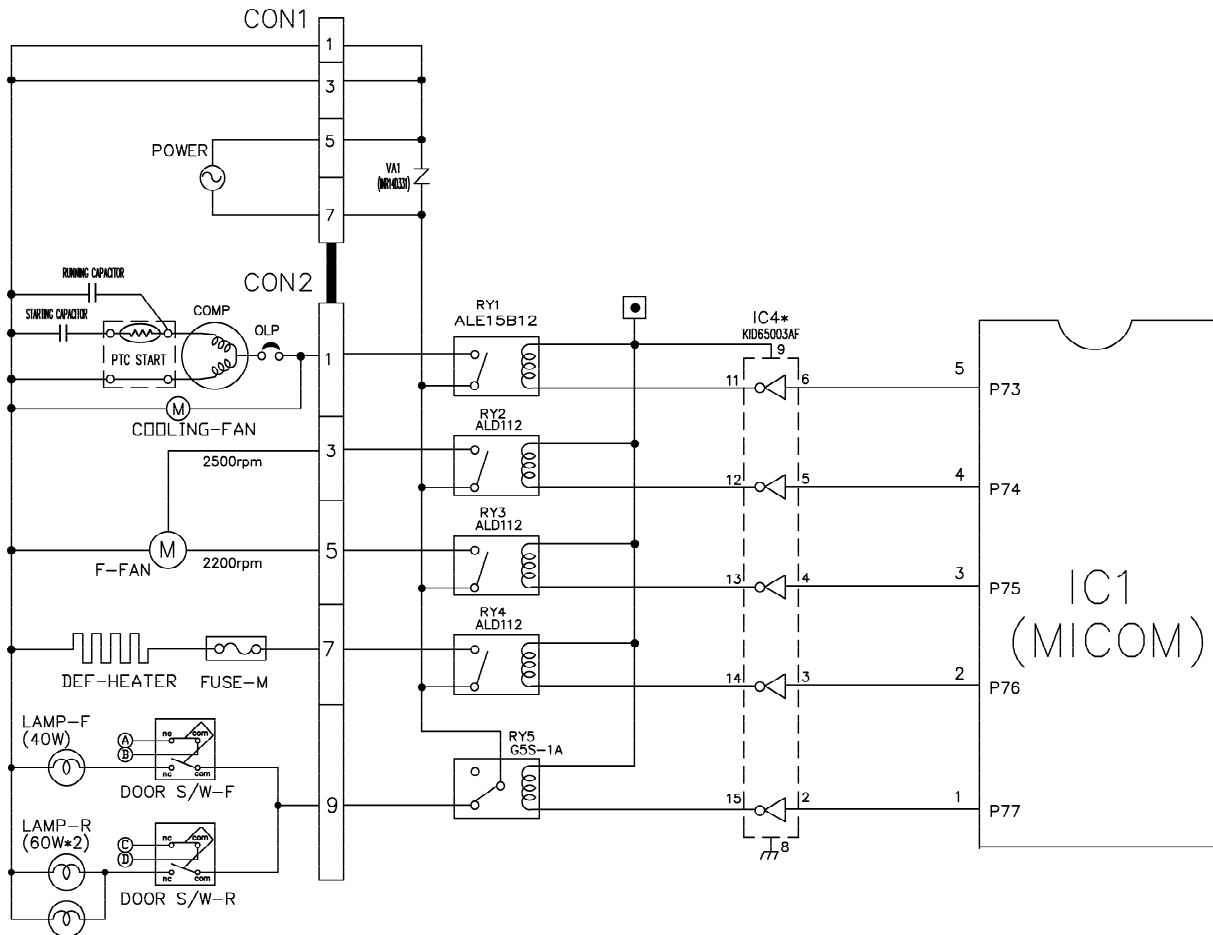 CON1
1
3
5
POWER
VA1
(INR14D331)
7
CON2
RUNNING CAPACITOR
STARTING CAPACITOR
COMP
OLP
PTC START
1
M
COOLING-FAN
RY1
ALE15B12
IC4*
KID65003AF
9
11
6
5
P73
3
2500rpm
RY2
ALD112
12
5
4
P74
M
F-FAN
2200rpm
5
RY3
ALD112
13
4
3
P75
IC1
(MICOM)
DEF-HEATER
FUSE-M
7
RY4
ALD112
14
3
2
P76
LAMP-F
(40W)
A
B
nc
com
nc
com
DOOR S/W-F
9
RY5
G5S-1A
15
2
1
P77
8
LAMP-R
(60W*2)
C
D
nc
com
nc
com
DOOR S/W-R